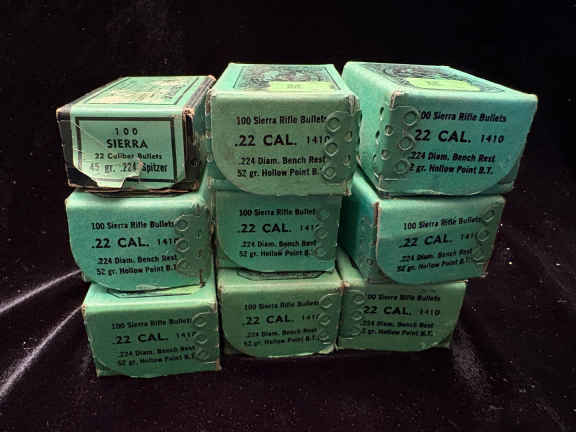 100
SIERRA
22 Caliber Bullets
45 gr. .224 Spitzer
100 Sierra Rifle Bullets
.22 CAL. 1410
.224 Diam. Bench Rest
52 gr. Hollow Point B.T.
100 Sierra Rifle Bullets
.22 CAL. 1410
.224 Diam. Bench Rest
52 gr. Hollow Point B.T.
100 Sierra Rifle Bullets
.22 CAL. 1410
.224 Diam. Bench Rest
52 gr. Hollow Point B.T.
100 Sierra Rifle Bullets
.22 CAL. 1410
.224 Diam. Bench Rest
52 gr. Hollow Point B.T.
100 Sierra Rifle Bullets
.22 CAL. 1410
.224 Diam. Bench Rest
52 gr. Hollow Point B.T.
100 Sierra Rifle Bullets
.22 CAL. 1410
.224 Diam. Bench Rest
52 gr. Hollow Point B.T.
100 Sierra Rifle Bullets
.22 CAL. 1410
.224 Diam. Bench Rest
52 gr. Hollow Point B.T.
100 Sierra Rifle Bullets
.22 CAL. 1410
.224 Diam. Bench Rest
52 gr. Hollow Point B.T.